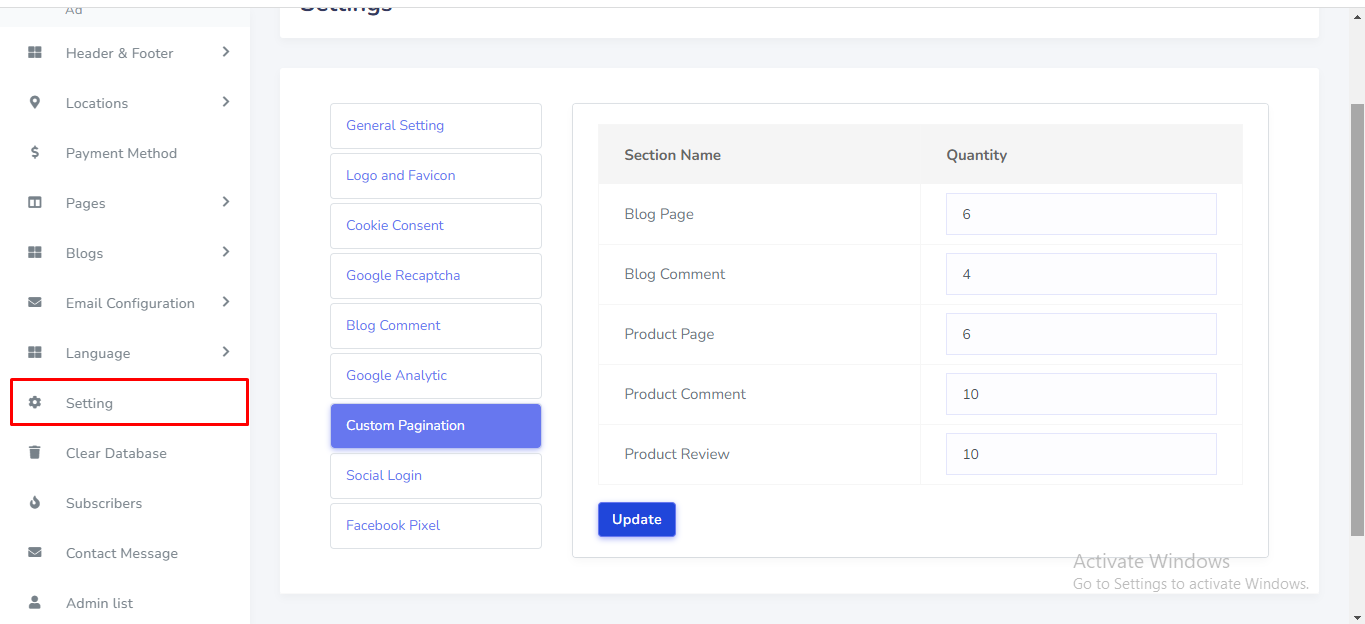 Ad
Settings
Header & Footer
Locations
Payment Method
Pages
Blogs
Email Configuration
Language
Setting
Clear Database
Subscribers
Contact Message
Admin list
General Setting
Logo and Favicon
Cookie Consent
Google Recaptcha
Blog Comment
Google Analytic
Custom Pagination
Social Login
Facebook Pixel
Section Name Quantity
Blog Page 6
Blog Comment 4
Product Page 6
Product Comment 10
Product Review 10
Update
Activate Windows
Go to Settings to activate Windows.